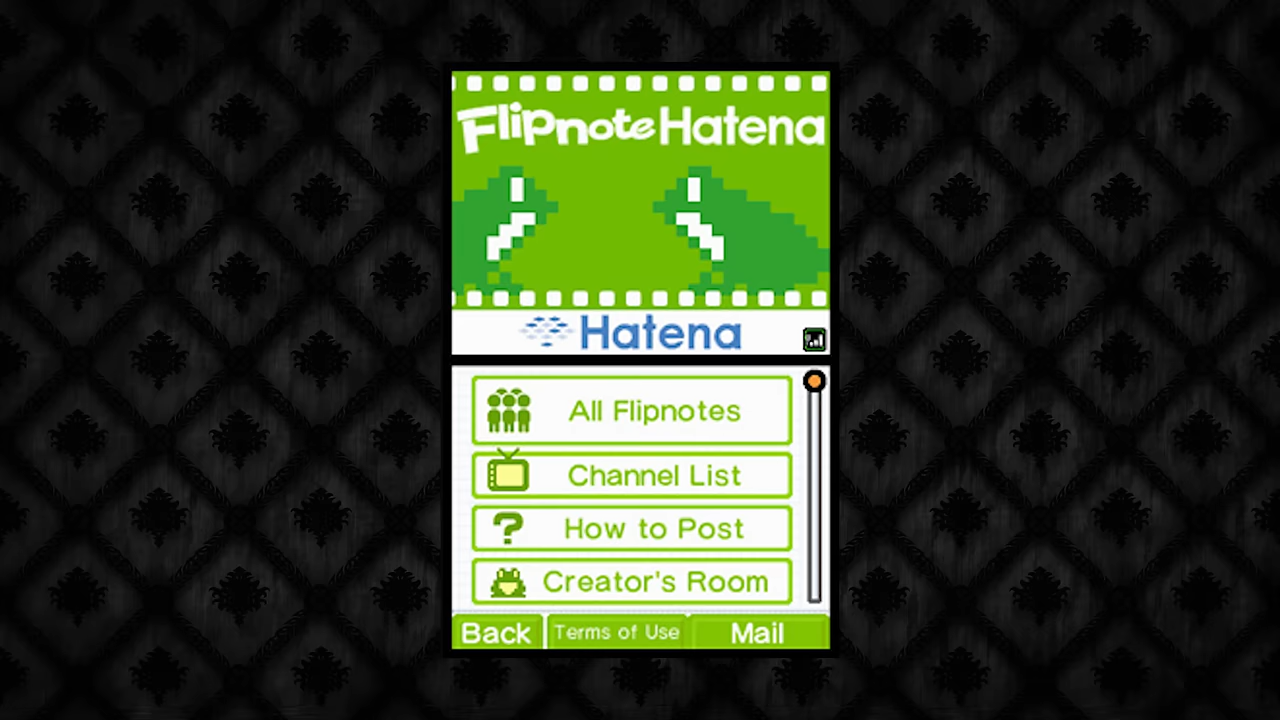 Flipnote Hatena
Hatena
All Flipnotes
Channel List
?
How to Post
Creator's Room
Back
Terms of Use
Mail